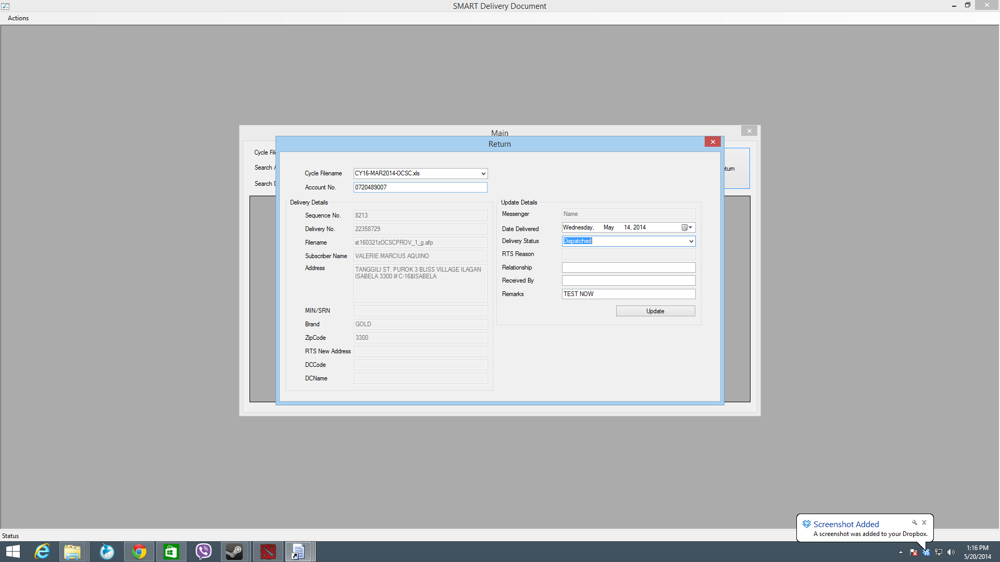 SMART Delivery Document
Actions
Main
Return
Cycle Fil
Search A
Search D
eturn
Cycle Filename CY16-MAR2014-OCSC.xls
Account No. 0720489007
Delivery Details
Sequence No. 8213
Delivery No. 22358729
Filename st160321zOCSCPROV_1_g.afp
Subscriber Name VALERIE MARCIUS AQUINO
Address TANGGILI ST. PUROK 3 BLISS VILLAGE ILAGAN
ISABELA 3300 # C-16$ISABELA
MIN/SRN
Brand GOLD
ZipCode 3300
RTS New Address
DCCode
DCName
Update Details
Messenger Name
Date Delivered Wednesday, May 14, 2014
Delivery Status Dispatched
RTS Reason
Relationship
Received By
Remarks TEST NOW
Update
Screenshot Added
A screenshot was added to your Dropbox.
Status
1:16 PM
5/20/2014